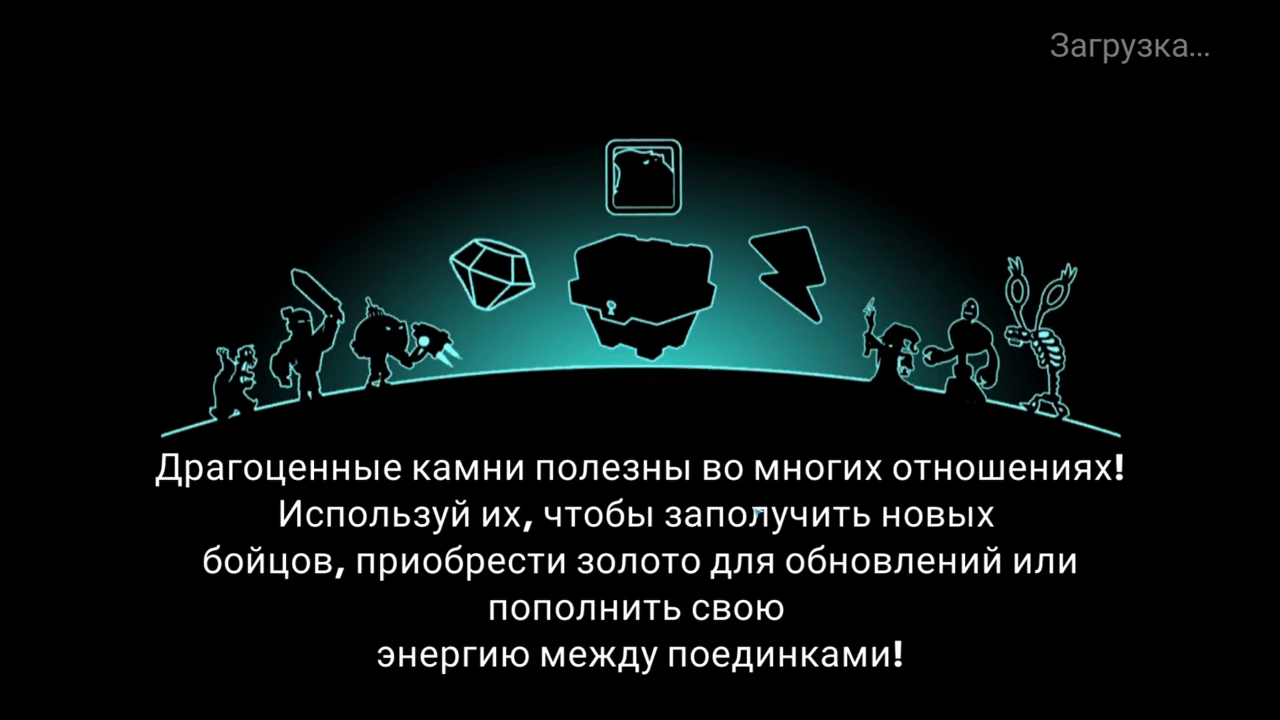 Загрузка...
Драгоценные камни полезны во многих отношениях!
Используй их, чтобы заполучить новых
бойцов, приобрести золото для обновлений или
пополнить свою
энергию между поединками!